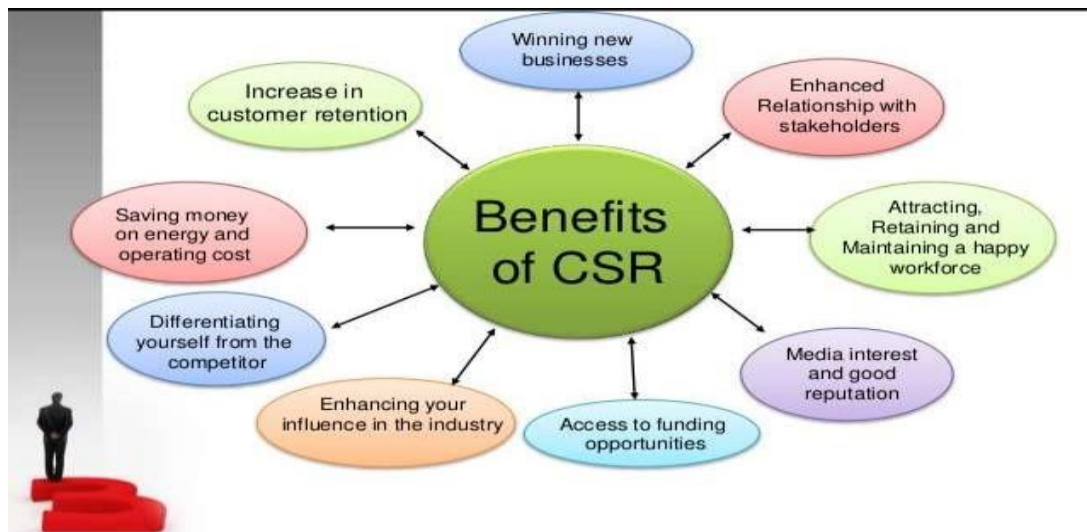 Benefits
of CSR
Winning new
businesses
Enhanced
Relationship with
stakeholders
Attracting,
Retaining and
Maintaining a happy
workforce
Media interest
and good
reputation
Access to funding
opportunities
Enhancing your
influence in the industry
Differentiating
yourself from the
competitor
Saving money
on energy and
operating cost
Increase in
customer retention